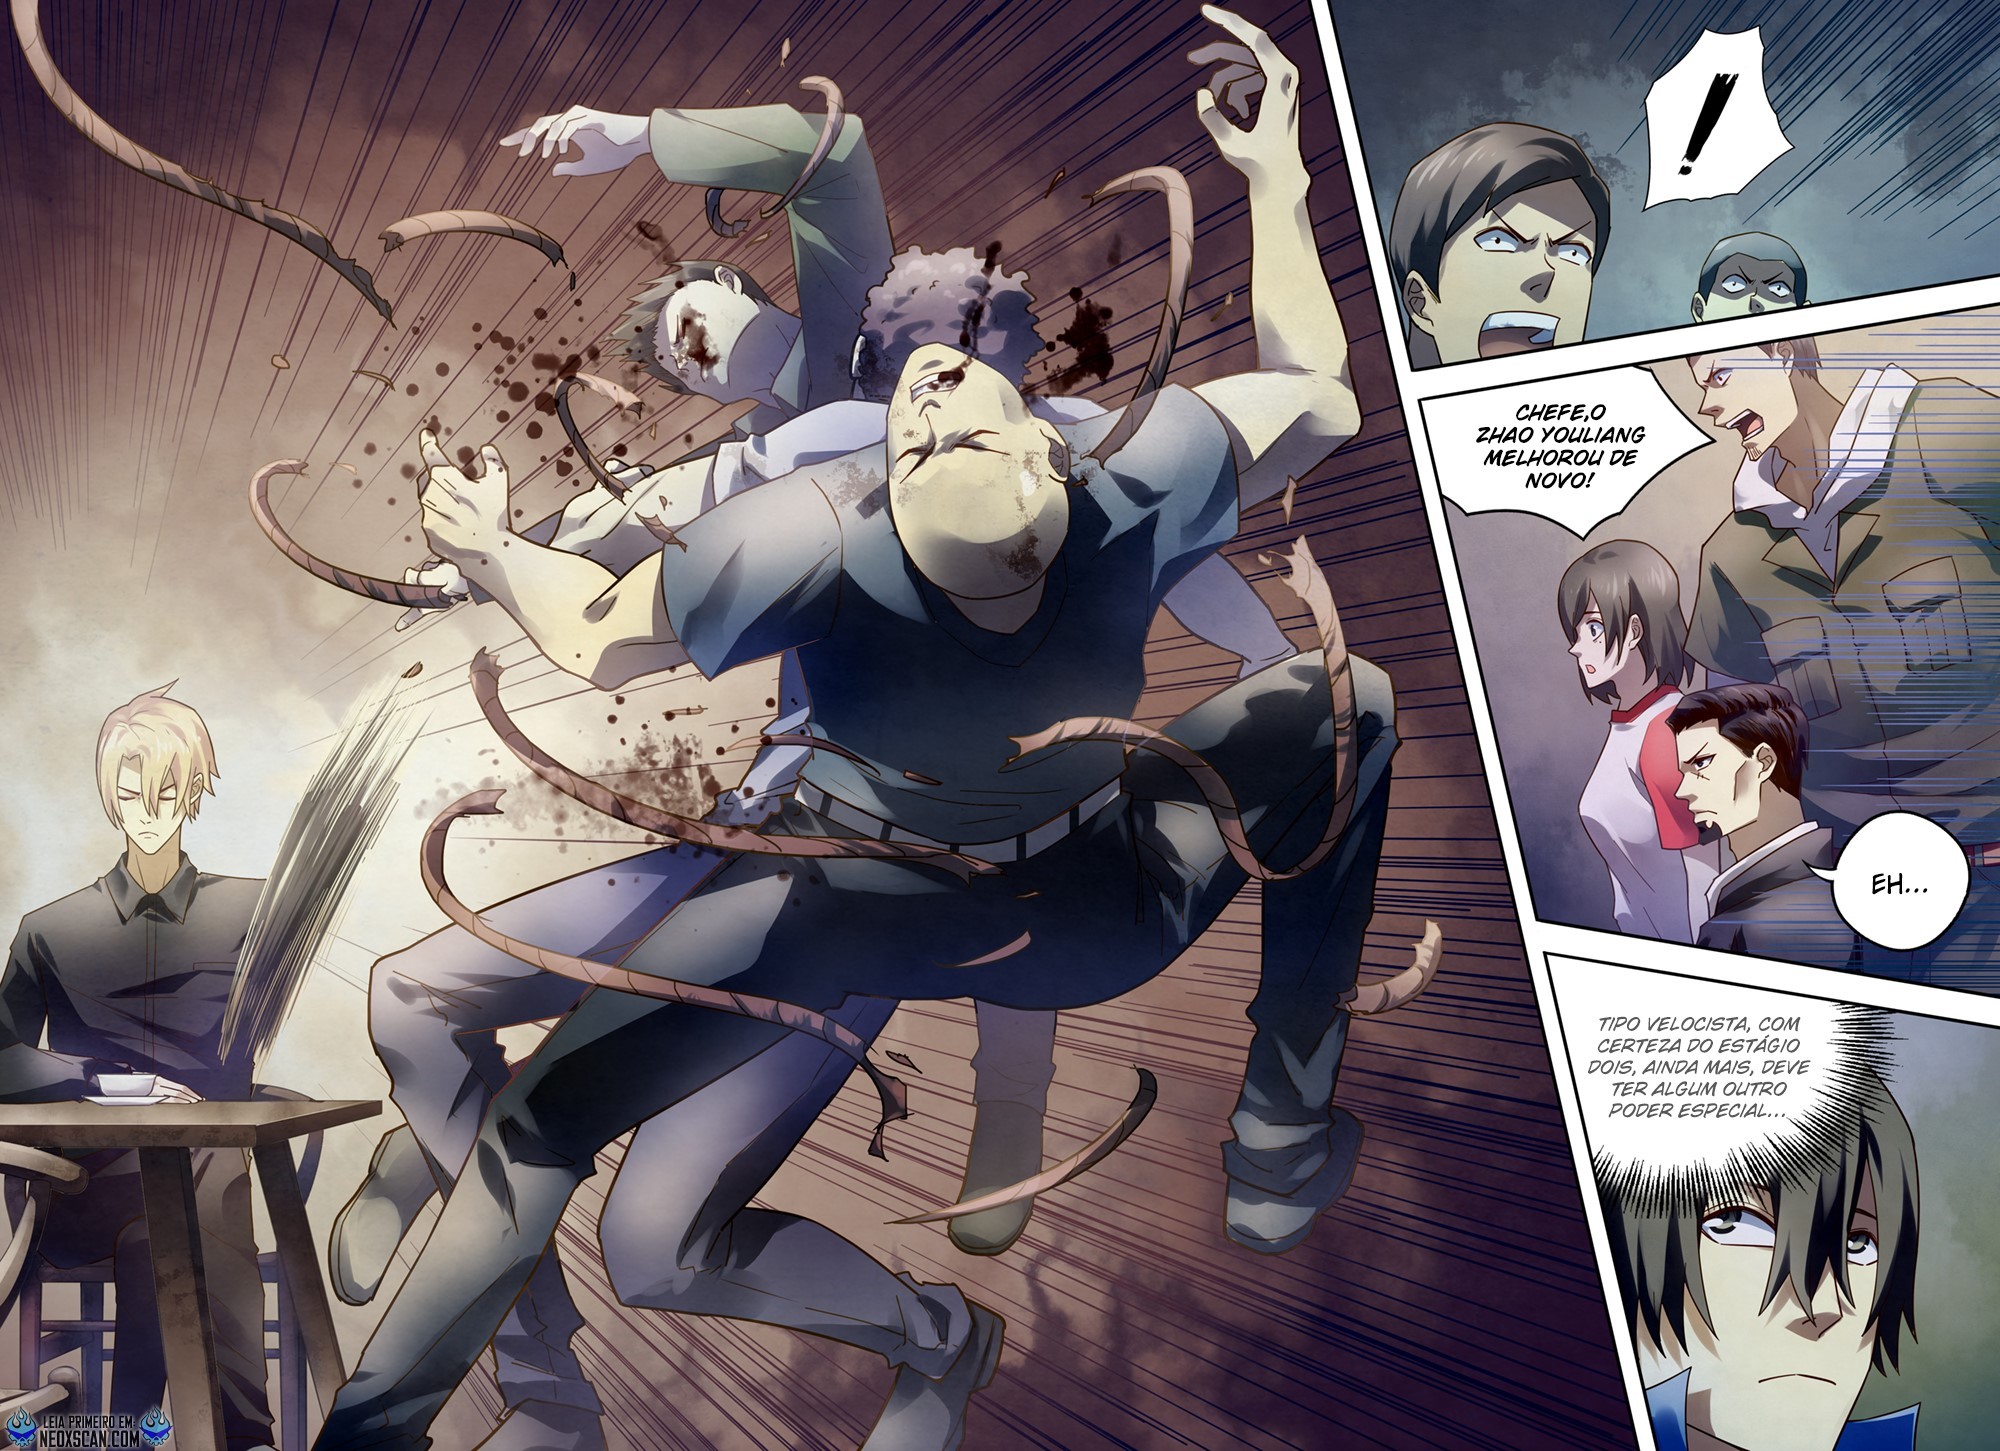 !
CHEFE,O
ZHAO YOULIANG
MELHOROU DE
NOVO!
EH...
TIPO VELOCISTA, COM
CERTEZA DO ESTÁGIO
DOIS, AINDA MAIS, DEVE
TER ALGUM OUTRO
PODER ESPECIAL...
LEIA PRIMEIRO EM:
NEOXSCAN.COM